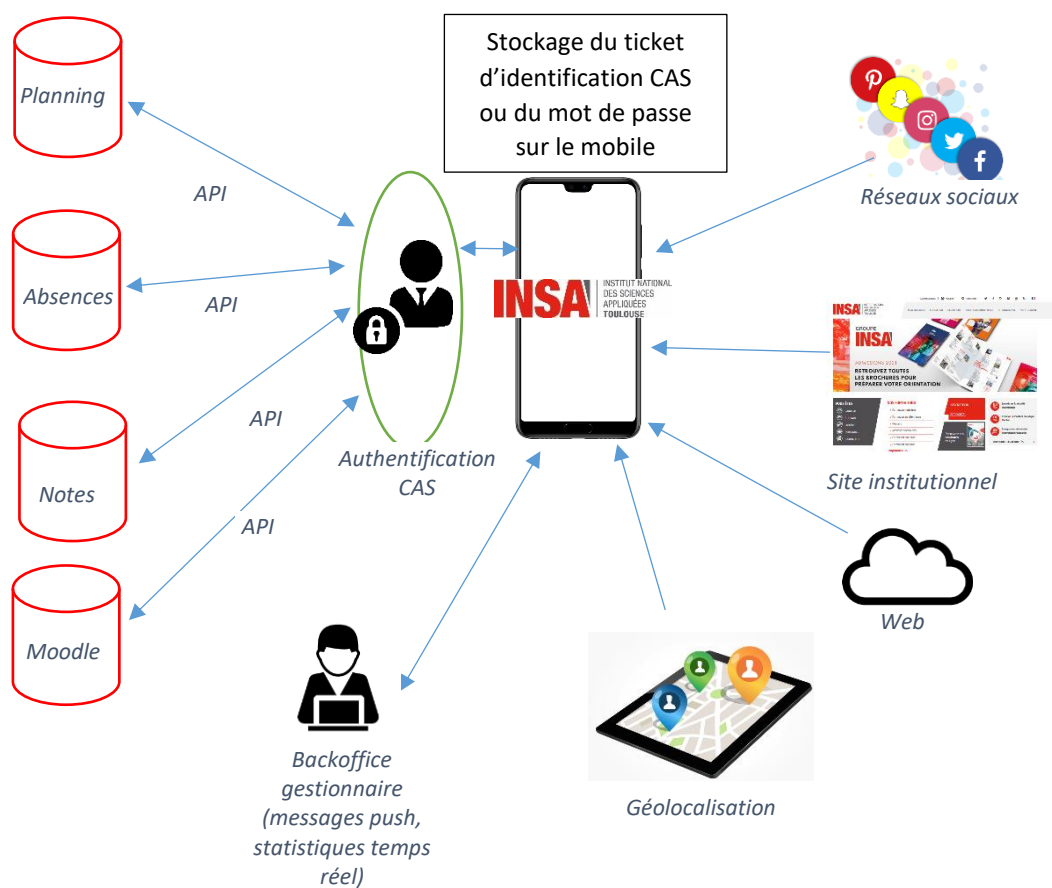 Stockage du ticket
d’identification CAS
ou du mot de passe
sur le mobile
Planning
API
Absences
API
Notes
API
Moodle
API
Authentification
CAS
INSA
INSTITUT NATIONAL
DES SCIENCES
APPLIQUÉES
TOULOUSE
Réseaux sociaux
INSA
GROUPE
INSA
RETROUVEZ TOUTES
LES BROCHURES POUR
PRÉPARER VOTRE ORIENTATION
Site institutionnel
Web
Géolocalisation
Backoffice
gestionnaire
(messages push,
statistiques temps
réel)